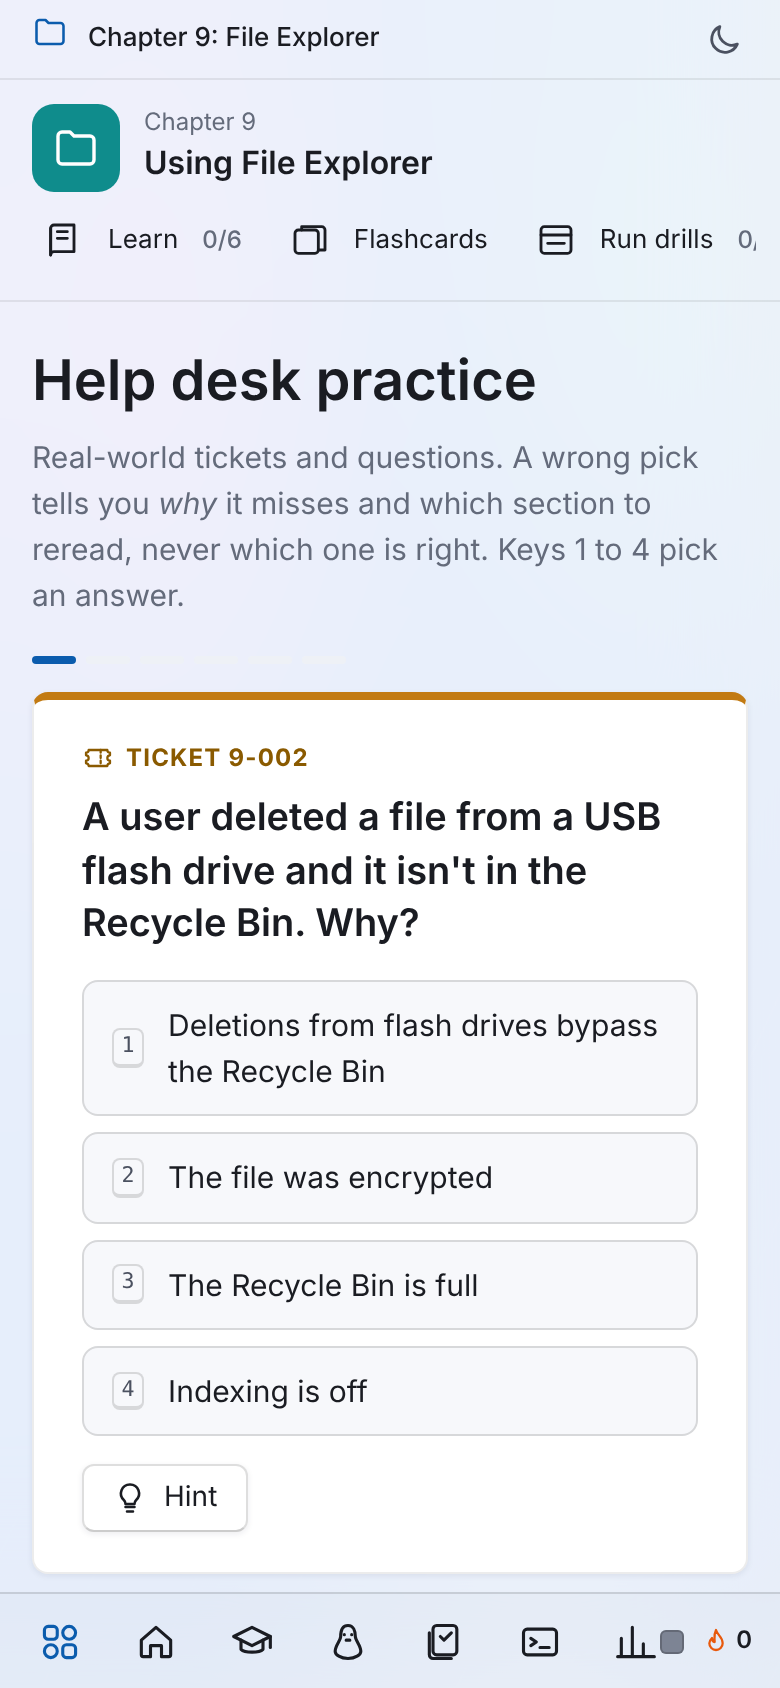 Chapter 9: File Explorer
Chapter 9
Using File Explorer
Learn 0/6 Flashcards Run drills 0/
Help desk practice
Real-world tickets and questions. A wrong pick
tells you why it misses and which section to
reread, never which one is right. Keys 1 to 4 pick
an answer.
TICKET 9-002
A user deleted a file from a USB
flash drive and it isn't in the
Recycle Bin. Why?
1 Deletions from flash drives bypass
the Recycle Bin
2 The file was encrypted
3 The Recycle Bin is full
4 Indexing is off
Hint
0